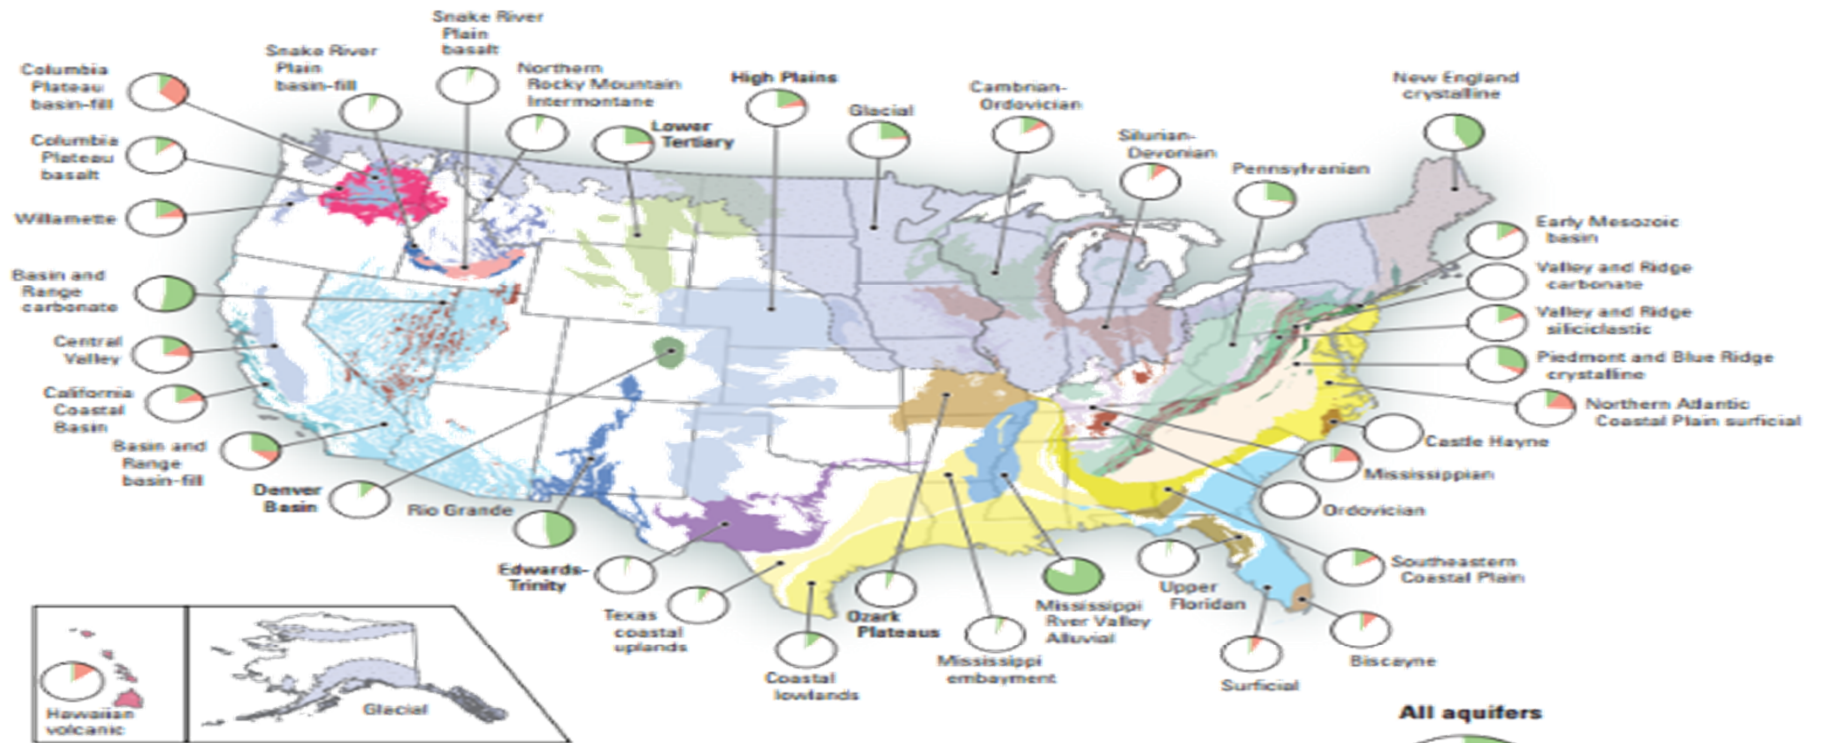 Snake River
Plain
basalt
Snake River
Plain
basin-fill
Columbia
Plateau
basin-fill
Northern
Rocky Mountain
Intermontane
High Plains
Cambrian-
Ordovician
New England
crystalline
Glacial
Lower
Tertiary
Silurian-
Devonian
Columbia
Plateau
basalt
Pennsylvanian
Willamette
Early Mesozoic
basin
Basin and
Range
carbonate
Valley and Ridge
carbonate
Valley and Ridge
siliciclastic
Central
Valley
Piedmont and Blue Ridge
crystalline
California
Coastal
Basin
Northern Atlantic
Coastal Plain surficial
Castle Hayne
Basin and
Range
basin-fill
Mississippian
Denver
Basin
Rio Grande
Ordovician
Edwards-
Trinity
Southeastern
Coastal Plain
Upper
Floridan
Texas
coastal
uplands
Ozark
Plateaus
Mississippi
Rver Valley
Alluvial
Mississippi
embayment
Biscayne
Coastal
lowlands
Surficial
Hawaiian
volcanic
Glacial
All aquifers